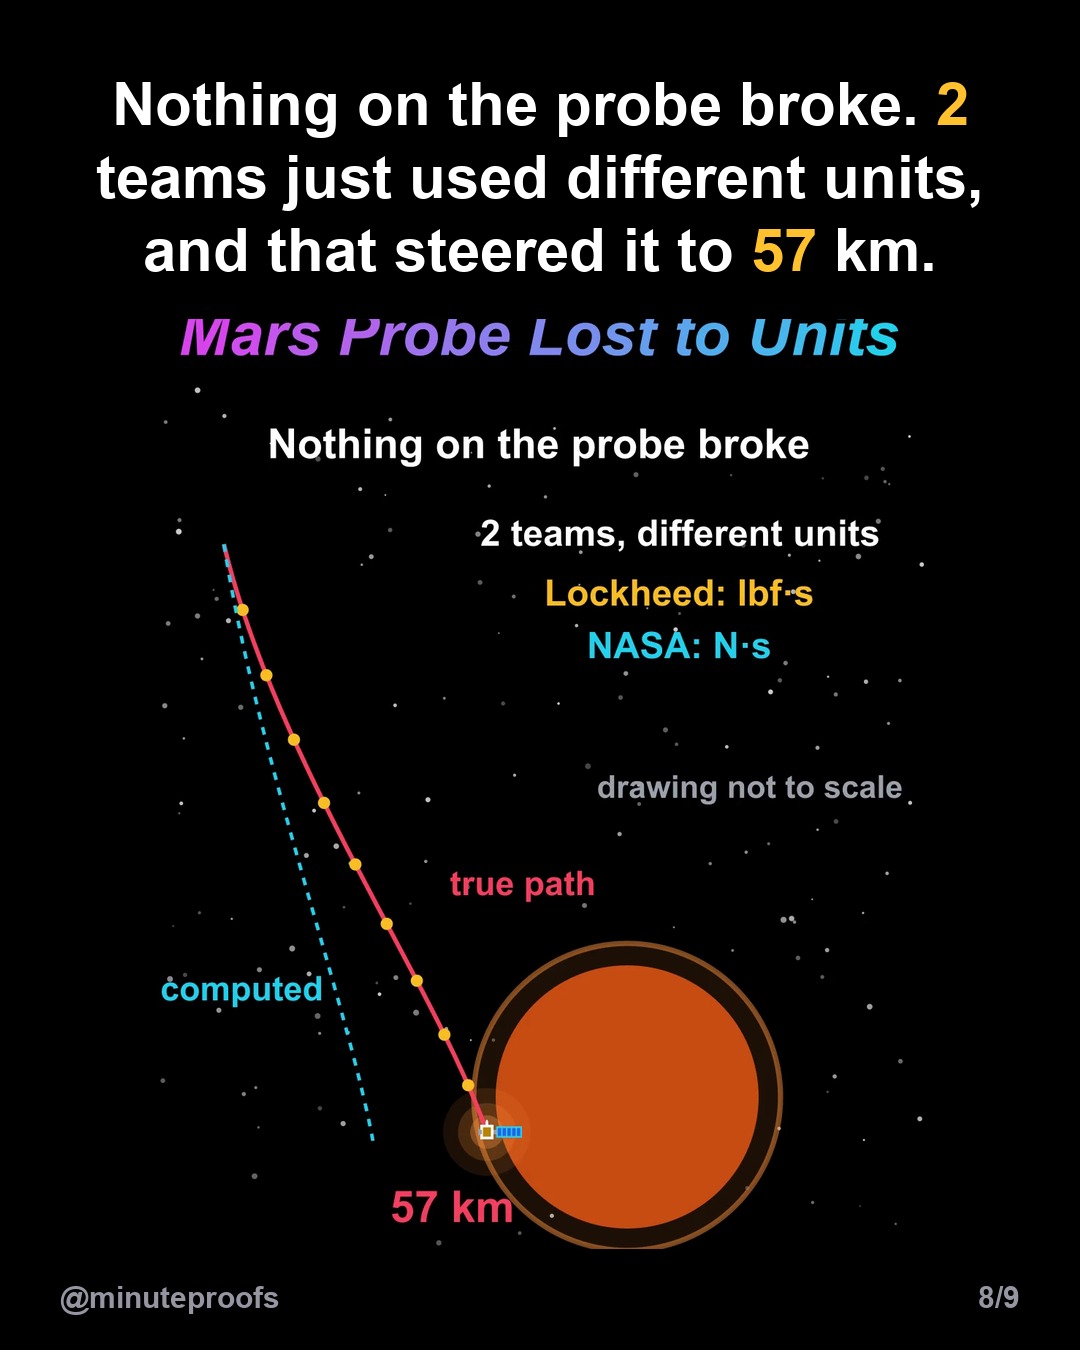 Nothing on the probe broke. 2
teams just used different units,
and that steered it to 57 km.
Mars Probe Lost to Units
Nothing on the probe broke
2 teams, different units
Lockheed: lbf·s
NASA: N·s
drawing not to scale
true path
computed
57 km
@minuteproofs
8/9